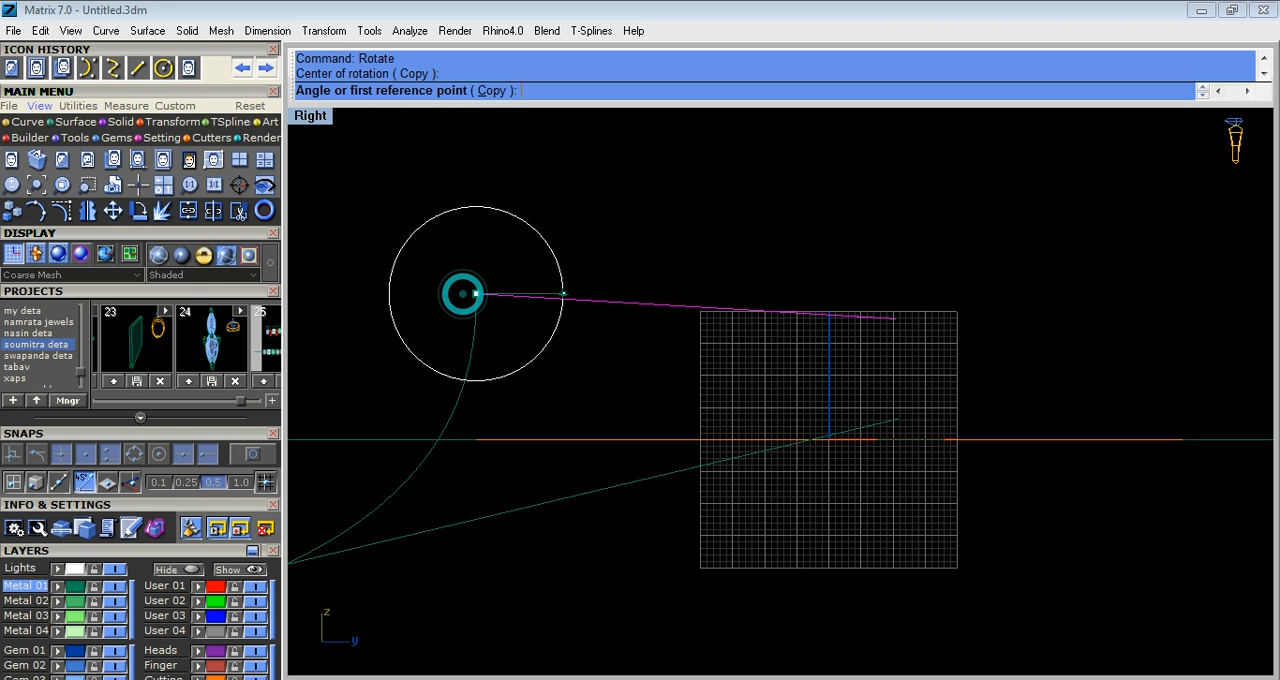 Matrix 7.0 - Untitled.3dm
File Edit View Curve Surface Solid Mesh Dimension Transform Tools Analyze Render Rhino4.0 Blend T-Splines Help
ICON HISTORY
Command: Rotate
Center of rotation ( Copy ):
Angle or first reference point ( Copy ):
MAIN MENU
File View Utilities Measure Custom Reset
Curve Surface Solid Transform TSpline Art
Builder Tools Gems Setting Cutters Render
Right
DISPLAY
Coarse Mesh Shaded
PROJECTS
my deta
namrata jewels
nasin deta
soumitra deta
swapanda deta
tabav
xaps
23 24 25
Mngr
SNAPS
45°
0.1 0.25 0.5 1.0
INFO & SETTINGS
LAYERS
Lights Hide Show
Metal 01 User 01
Metal 02 User 02
Metal 03 User 03
Metal 04 User 04
Gem 01 Heads
Gem 02 Finger
z
y